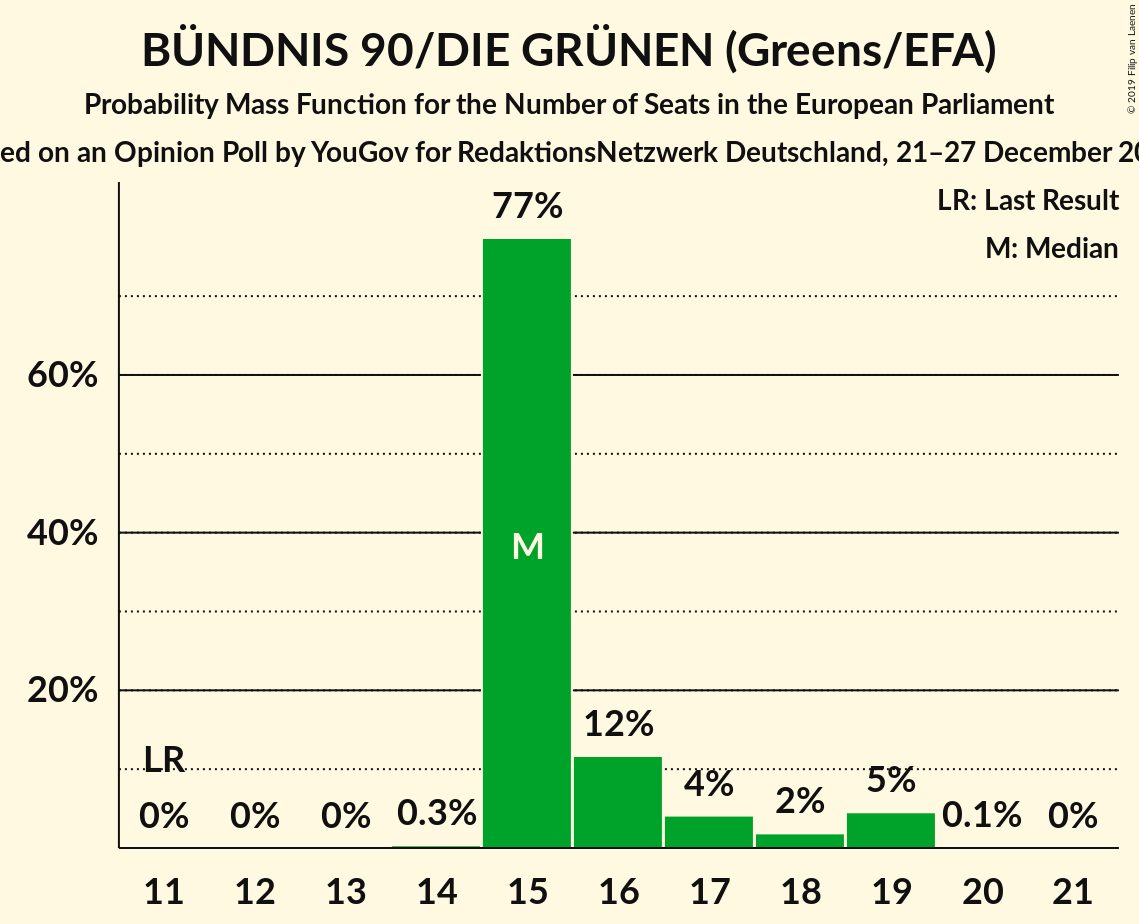 BÜNDNIS 90/DIE GRÜNEN (Greens/EFA)
Probability Mass Function for the Number of Seats in the European Parliament
ed on an Opinion Poll by YouGov for RedaktionsNetzwerk Deutschland, 21–27 December 20
© 2019 Filip van Laenen
LR: Last Result
M: Median
77%
60%
40%
M
20%
12%
LR
0%
0%
0%
0.3%
4%
2%
5%
0.1%
0%
11 12 13 14 15 16 17 18 19 20 21